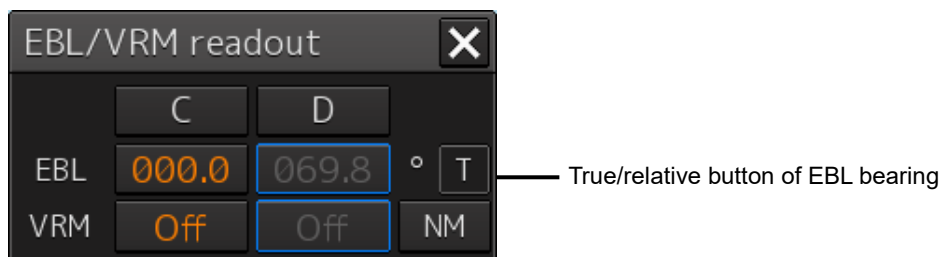 EBL/VRM readout
C D
EBL 000.0 069.8 ° T
True/relative button of EBL bearing
VRM Off Off NM